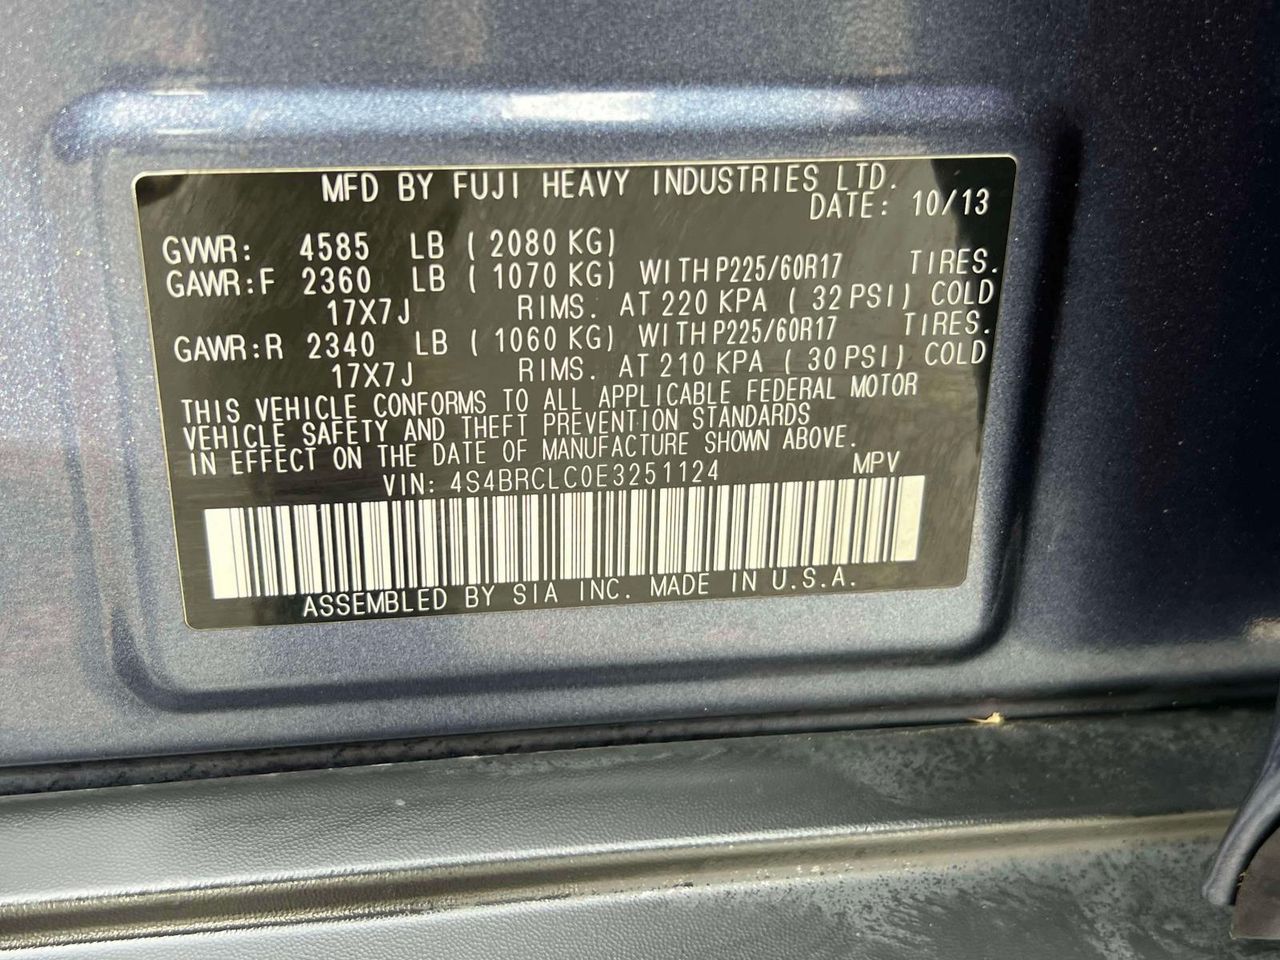 MFD BY FUJI HEAVY INDUSTRIES LTD.
DATE: 10/13
GVWR: 4585 LB ( 2080 KG)
GAWR:F 2360 LB ( 1070 KG) WITH P225/60R17 TIRES.
17X7J RIMS. AT 220 KPA ( 32 PSI) COLD
GAWR:R 2340 LB ( 1060 KG) WITH P225/60R17 TIRES.
17X7J RIMS. AT 210 KPA ( 30 PSI) COLD
THIS VEHICLE CONFORMS TO ALL APPLICABLE FEDERAL MOTOR
VEHICLE SAFETY AND THEFT PREVENTION STANDARDS
IN EFFECT ON THE DATE OF MANUFACTURE SHOWN ABOVE.
VIN: 4S4BRCLC0E3251124 MPV
ASSEMBLED BY SIA INC. MADE IN U.S.A.